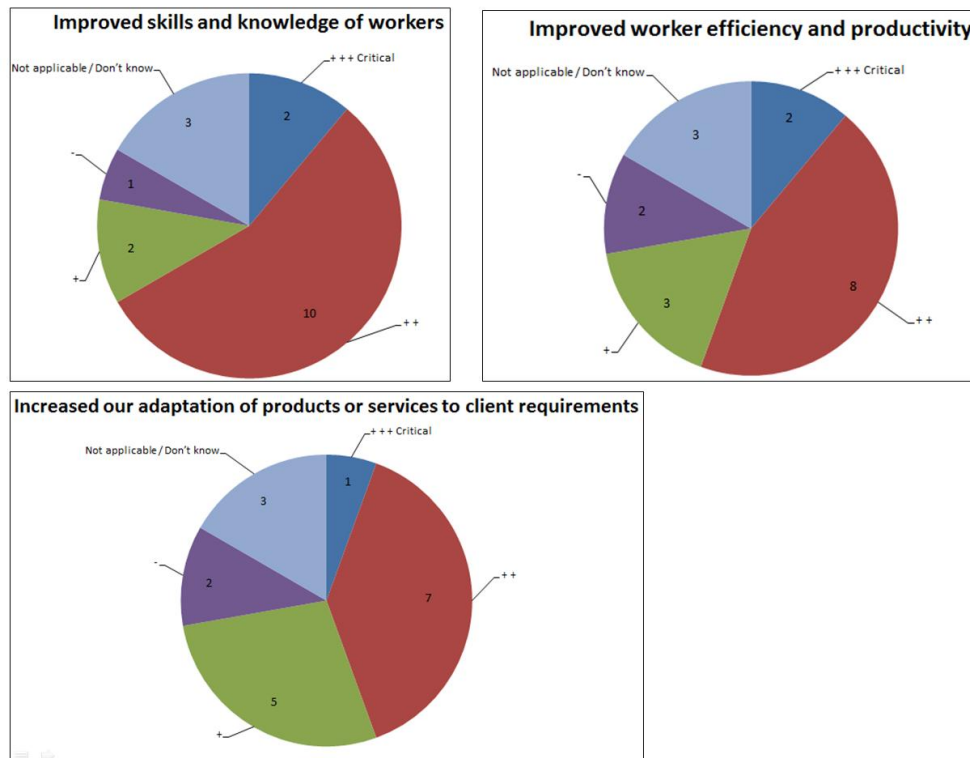 Improved skills and knowledge of workers
+ + + Critical
Not applicable / Don't know
2
3
-
1
2
+
10
+ +
Improved worker efficiency and productivity
+ + + Critical
Not applicable / Don't know
2
3
-
2
8
3
+ +
+
Increased our adaptation of products or services to client requirements
+ + + Critical
Not applicable / Don't know
1
3
-
+ +
2
7
5
+